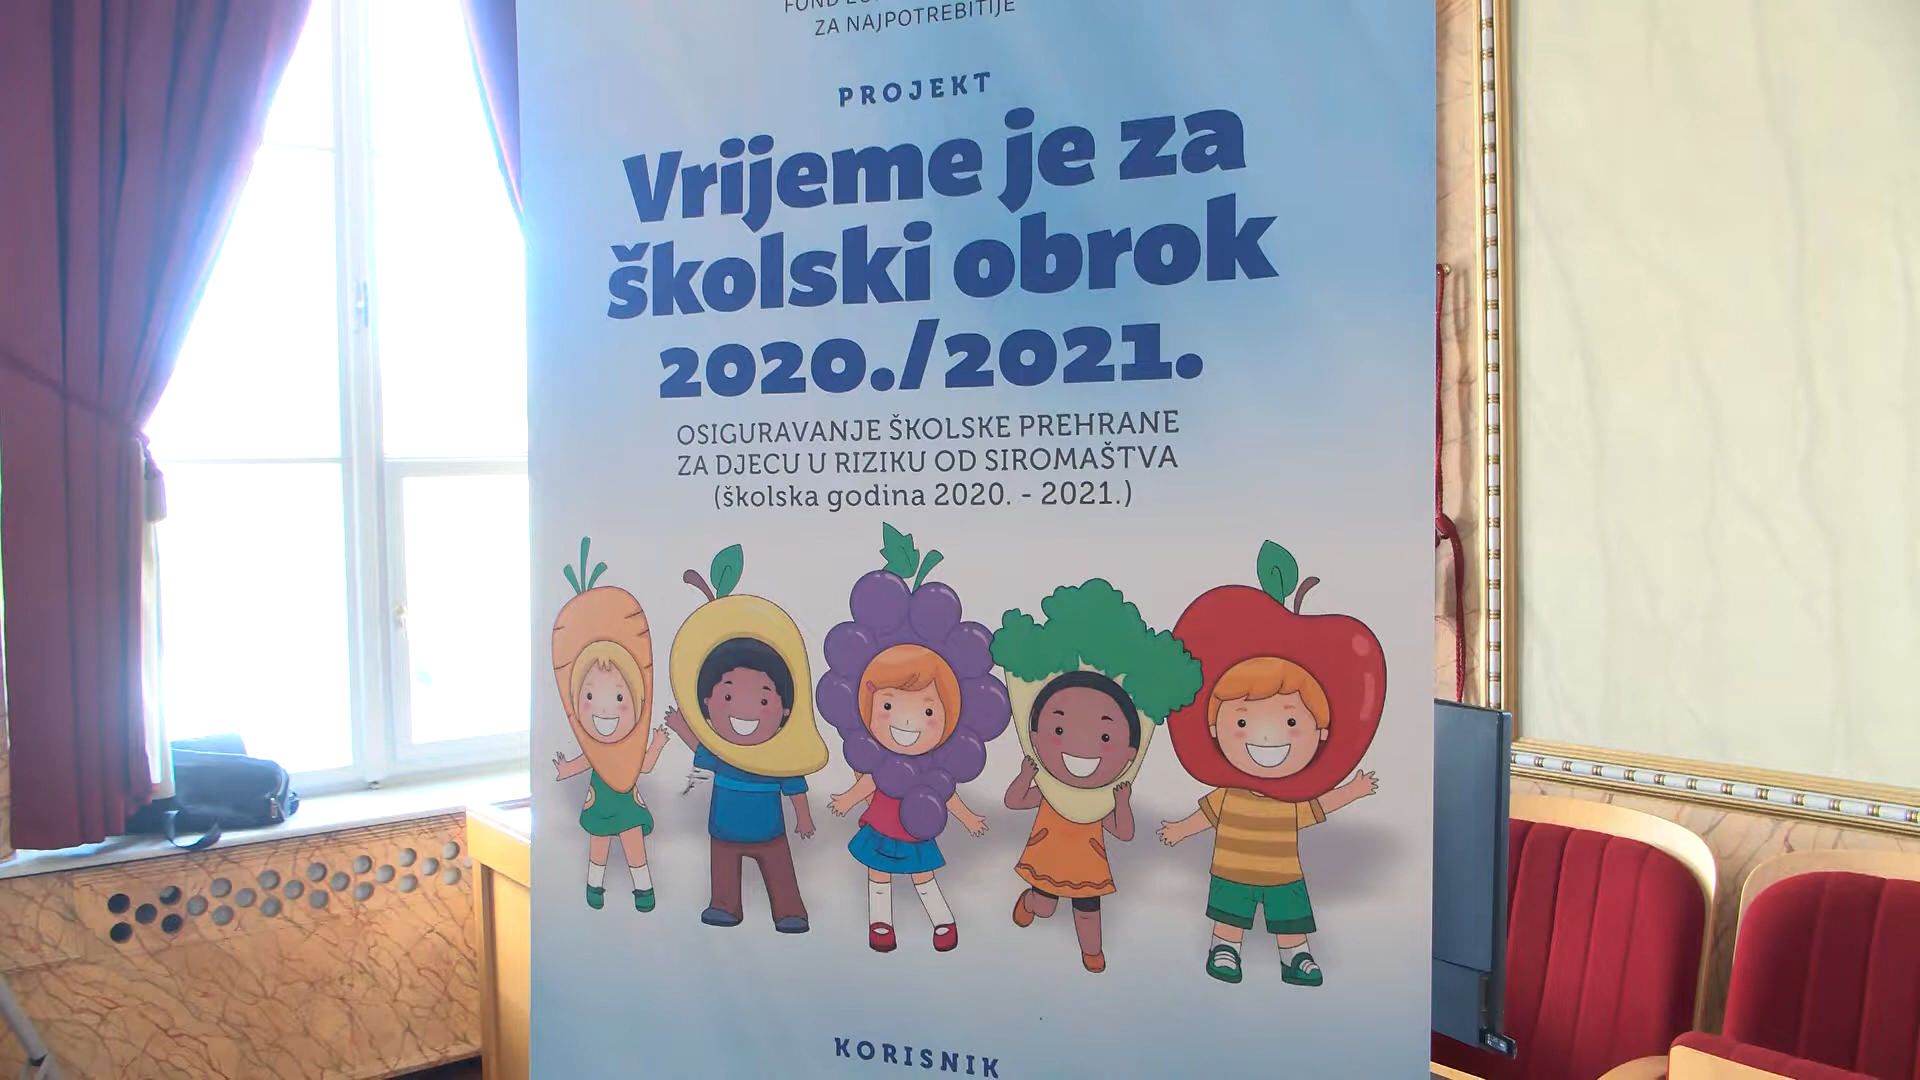 FOND
ZA NAJPOTREBITIJE
PROJEKT
Vrijeme je za
školski obrok
2020./2021.
OSIGURAVANJE ŠKOLSKE PREHRANE
ZA DJECU U RIZIKU OD SIROMAŠTVA
(školska godina 2020. - 2021.)
KORISNIK